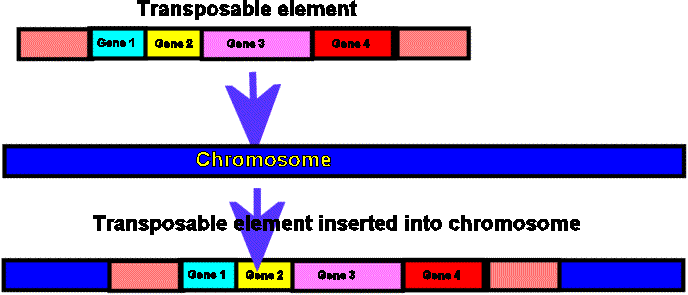 Transposable element
Gene 1 Gene 2 Gene 3 Gene 4
Chromosome
Transposable element inserted into chromosome
Gene 1 Gene 2 Gene 3 Gene 4